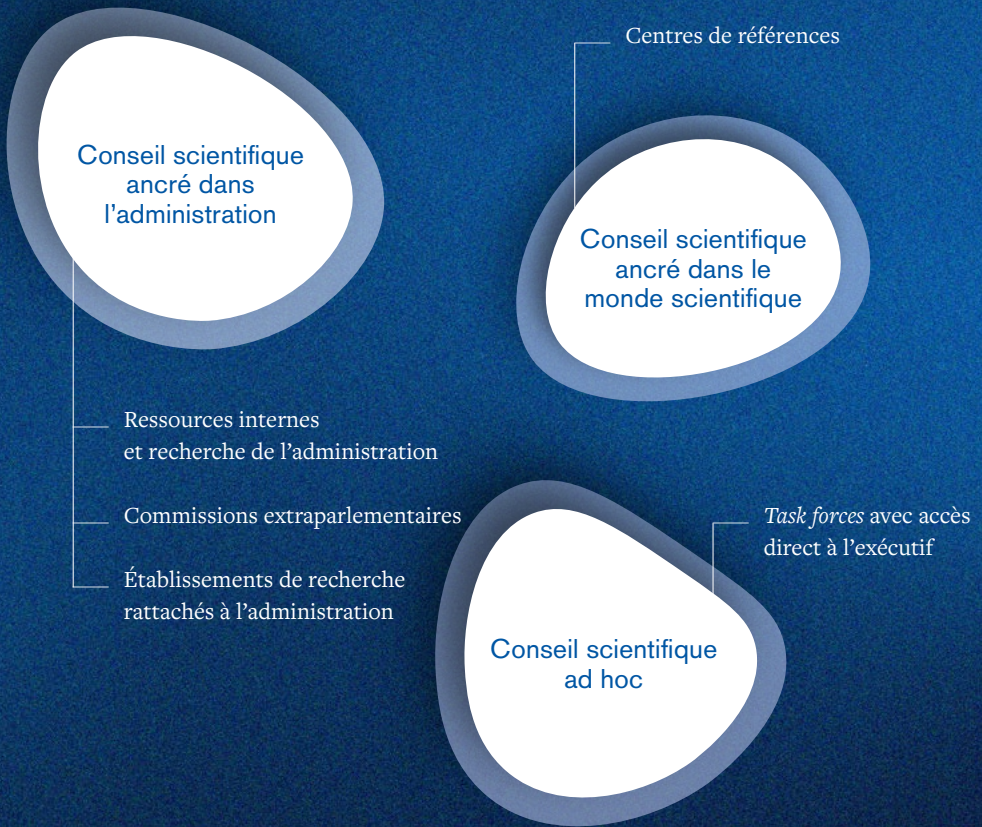 Conseil scientifique
ancré dans
l’administration
Ressources internes
et recherche de l’administration
Commissions extraparlementaires
Établissements de recherche
rattachés à l’administration
Centres de références
Conseil scientifique
ancré dans le
monde scientifique
Task forces avec accès
direct à l’exécutif
Conseil scientifique
ad hoc